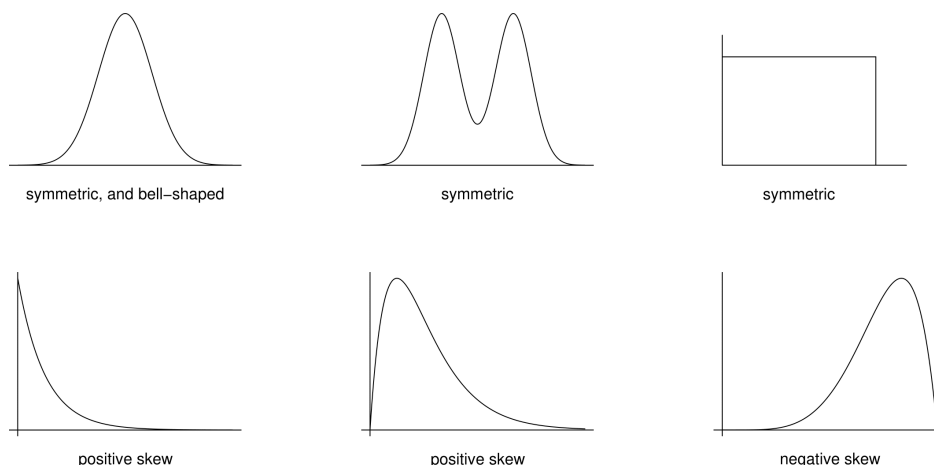 symmetric, and bell−shaped
symmetric
symmetric
positive skew
positive skew
negative skew